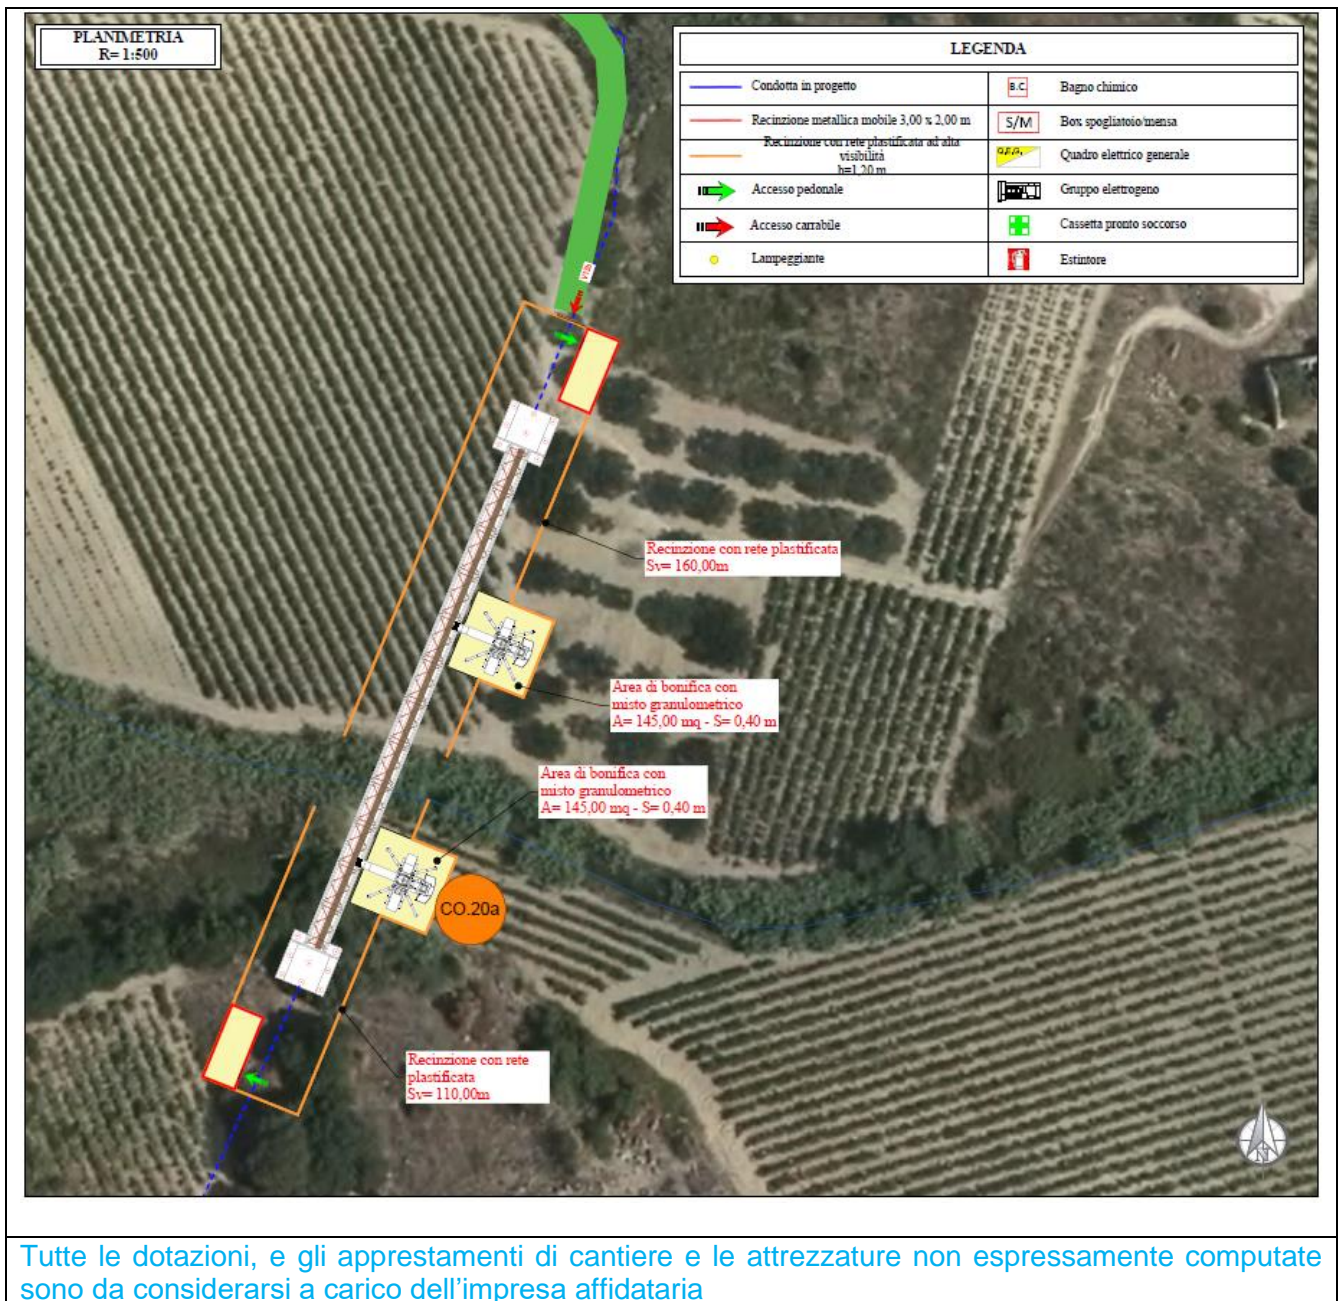 PLANIMETRIA
R= 1:500
LEGENDA
Condotta in progetto
B.C.
Bagno chimico
Recinzione metallica mobile 3,00 x 2,00 m
S/M
Box spogliatoio/mensa
Recinzione con rete plastificata ad alta
visibilità
h=1,20 m
Q.E.G.
Quadro elettrico generale
Accesso pedonale
Gruppo elettrogeno
Accesso carrabile
Cassetta pronto soccorso
Lampeggiante
Estintore
Recinzione con rete plastificata
Sv= 160,00m
Area di bonifica con
misto granulometrico
A= 145,00 mq - S= 0,40 m
Area di bonifica con
misto granulometrico
A= 145,00 mq - S= 0,40 m
CO.20a
Recinzione con rete
plastificata
Sv= 110,00m
N
Tutte le dotazioni, e gli apprestamenti di cantiere e le attrezzature non espressamente computate
sono da considerarsi a carico dell’impresa affidataria